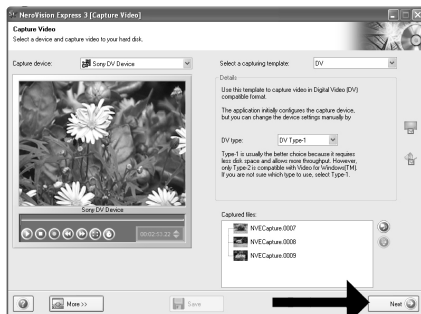 NeroVision Express 3 [Capture Video]
Capture Video
Select a device and capture video to your hard disk.
Capture device:
Sony DV Device
Select a capturing template:
DV
Details
Use this template to capture video in Digital Video (DV)
compatible format.
The application initially configures the capture device,
but you can change the device settings manually by
DV type:
DV Type-1
Type-1 is usually the better choice because it requires
less disk space and allows more throughput. However,
only Type-2 is compatible with Video for Windows(TM).
If you are not sure which type to use, select Type-1.
Sony DV Device
00:02:51:22
Captured files:
NVECapture.0007
NVECapture.0008
NVECapture.0009
More >>
Save
Next